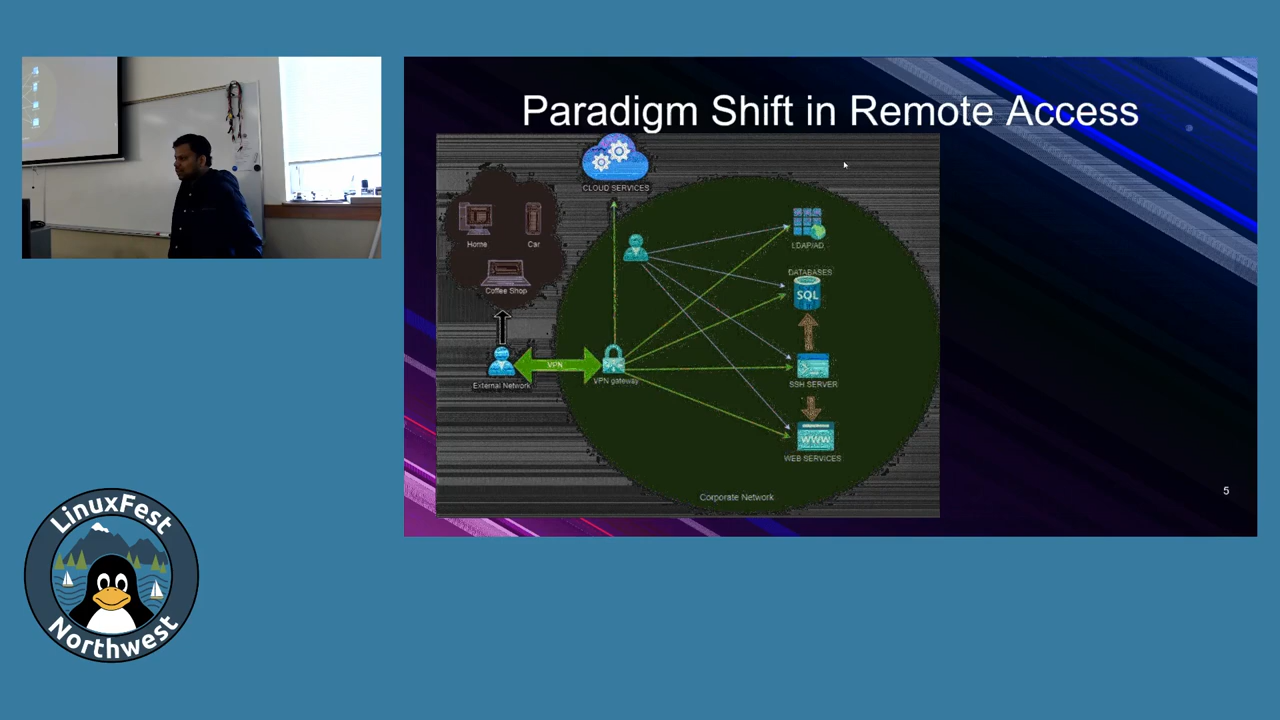 Paradigm Shift in Remote Access
CLOUD SERVICES
Home
Car
Coffee Shop
LDAP/AD
DATABASES
SQL
VPN
External Network
VPN gateway
SSH SERVER
WWW
WEB SERVICES
Corporate Network
5
LinuxFest
Northwest